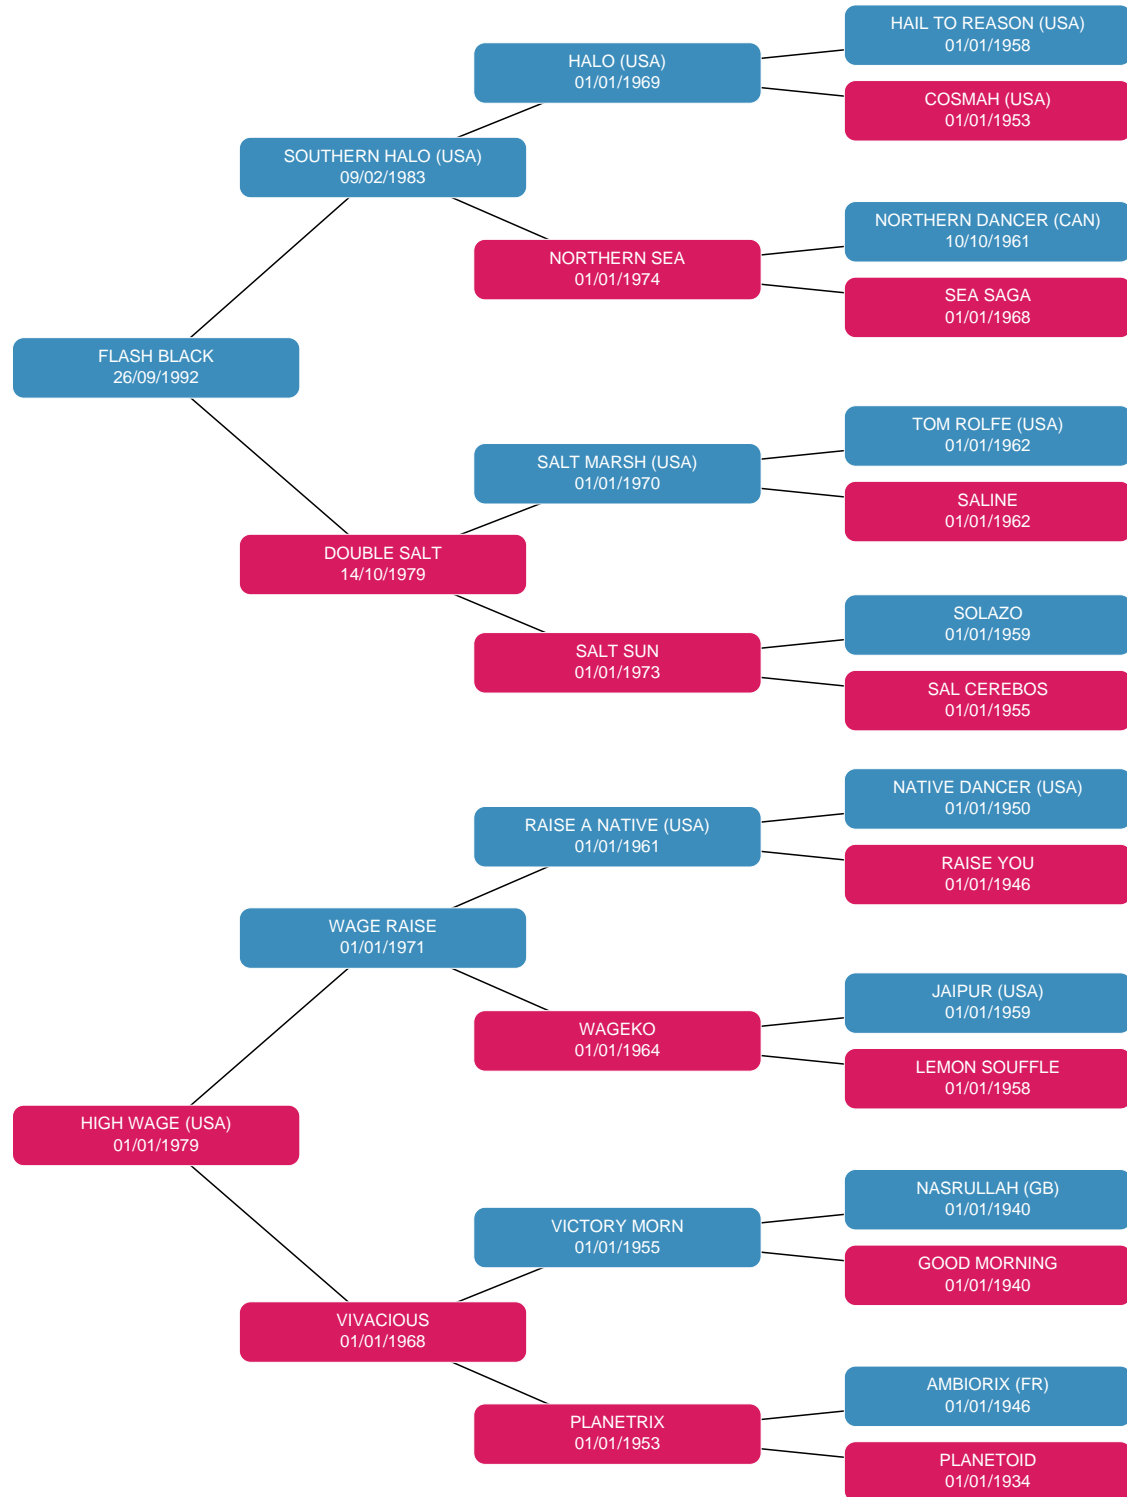 HAIL TO REASON (USA)
01/01/1958
HALO (USA)
01/01/1969
COSMAH (USA)
01/01/1953
SOUTHERN HALO (USA)
09/02/1983
NORTHERN DANCER (CAN)
10/10/1961
NORTHERN SEA
01/01/1974
SEA SAGA
01/01/1968
FLASH BLACK
26/09/1992
TOM ROLFE (USA)
01/01/1962
SALT MARSH (USA)
01/01/1970
SALINE
01/01/1962
DOUBLE SALT
14/10/1979
SOLAZO
01/01/1959
SALT SUN
01/01/1973
SAL CEREBOS
01/01/1955
NATIVE DANCER (USA)
01/01/1950
RAISE A NATIVE (USA)
01/01/1961
RAISE YOU
01/01/1946
WAGE RAISE
01/01/1971
JAIPUR (USA)
01/01/1959
WAGEKO
01/01/1964
LEMON SOUFFLE
01/01/1958
HIGH WAGE (USA)
01/01/1979
NASRULLAH (GB)
01/01/1940
VICTORY MORN
01/01/1955
GOOD MORNING
01/01/1940
VIVACIOUS
01/01/1968
AMBIORIX (FR)
01/01/1946
PLANETRIX
01/01/1953
PLANETOID
01/01/1934